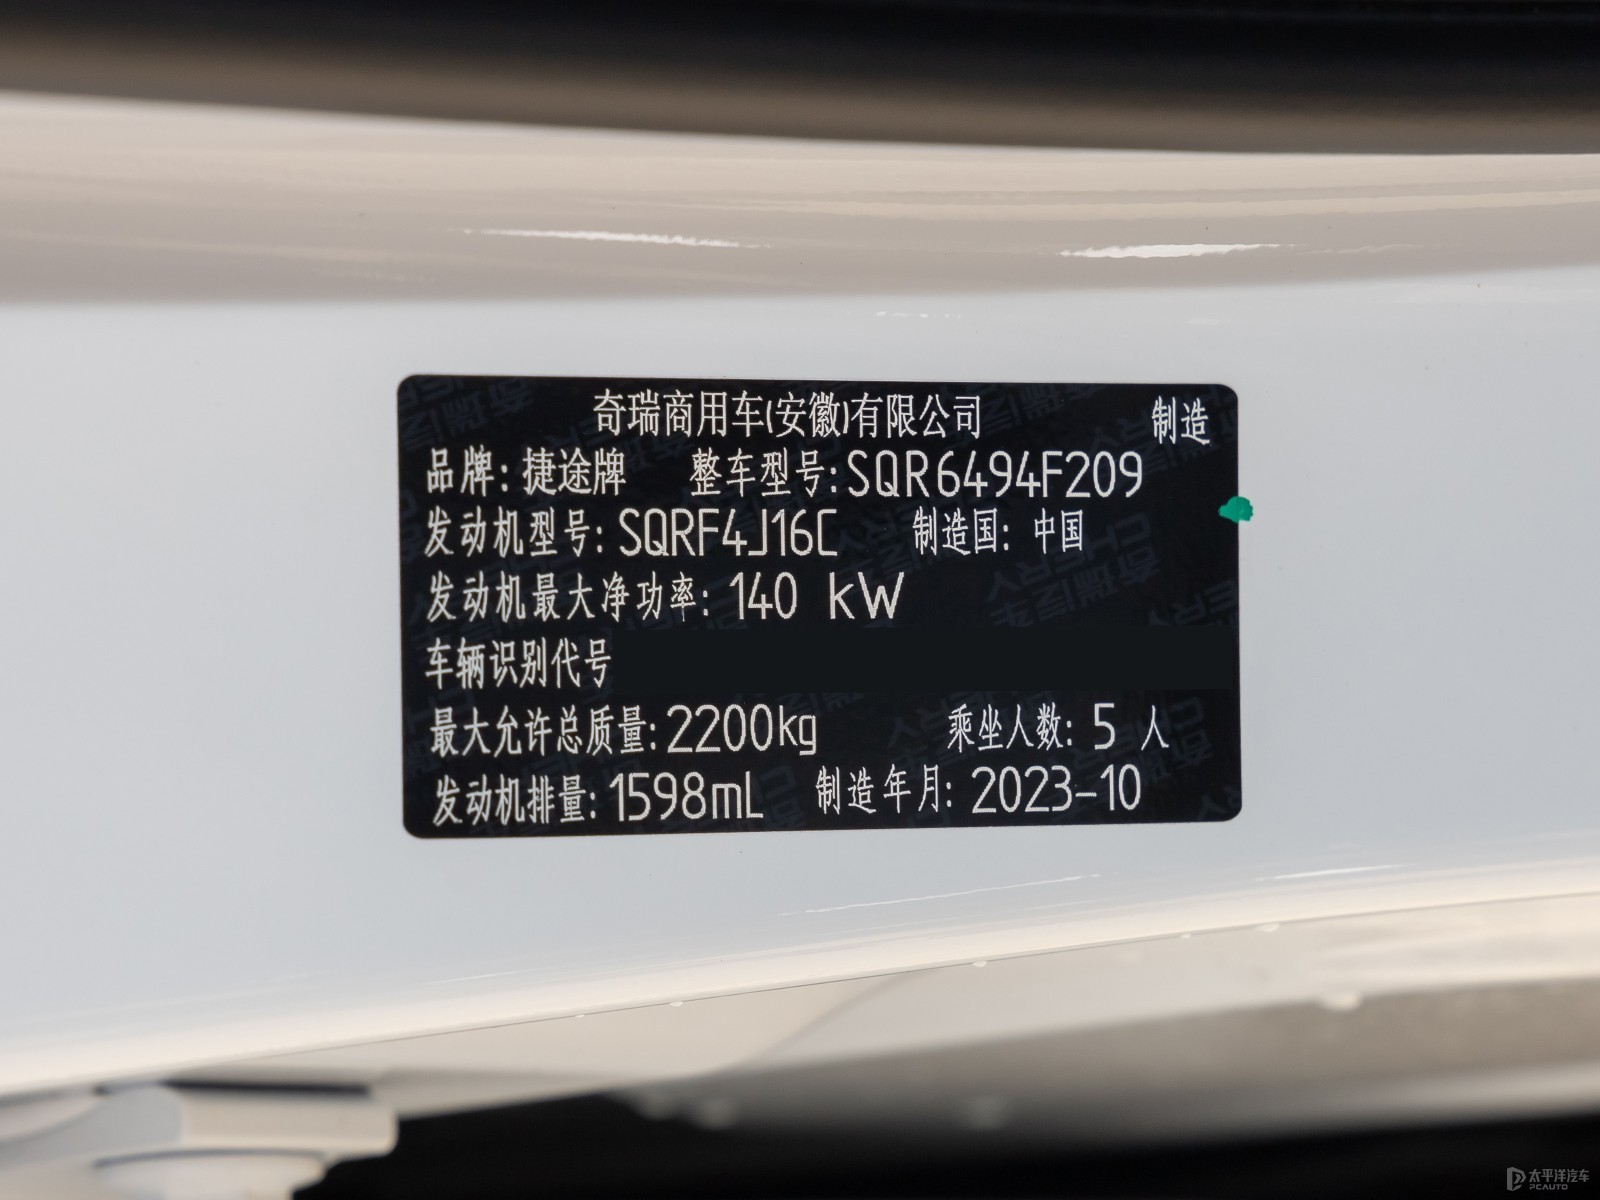 奇瑞商用车(安徽)有限公司 制造
品牌: 捷途牌 整车型号: SQR6494F209
发动机型号: SQRF4J16C 制造国: 中国
发动机最大净功率: 140 kW
车辆识别代号
最大允许总质量: 2200kg 乘坐人数: 5 人
发动机排量: 1598mL 制造年月: 2023-10
太平洋汽车
PCAUTO